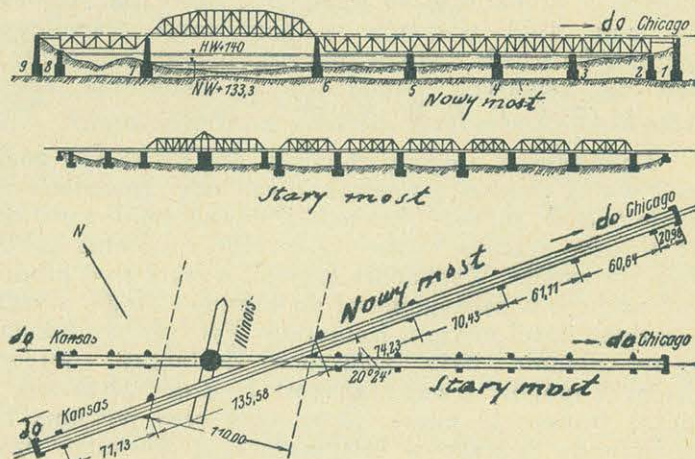 do Chicago
HW+140
9 8 7 6 5 4 3 2 1
NW+133,3
Nowy most
Stary most
N
do Chicago
20,98
Nowy most
60,64
61,11
do Kansas
Illinois
70,43
do Chicago
74,23
20°24'
Stary most
Kansas
135,58
do
110,00
71,73